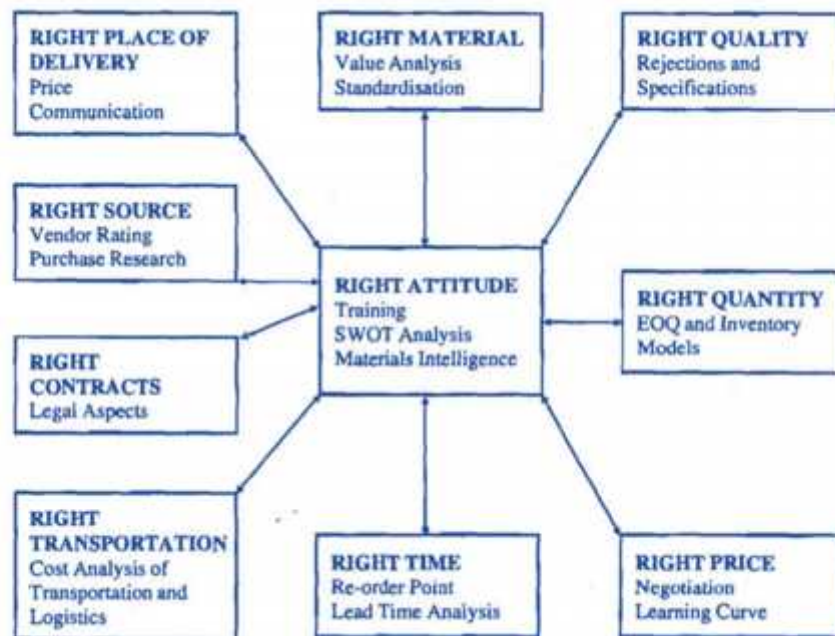 RIGHT PLACE OF
DELIVERY
Price
Communication
RIGHT MATERIAL
Value Analysis
Standardisation
RIGHT QUALITY
Rejections and
Specifications
RIGHT SOURCE
Vendor Rating
Purchase Research
RIGHT ATTITUDE
Training
SWOT Analysis
Materials Intelligence
RIGHT QUANTITY
EOQ and Inventory
Models
RIGHT
CONTRACTS
Legal Aspects
RIGHT
TRANSPORTATION
Cost Analysis of
Transportation and
Logistics
RIGHT TIME
Re-order Point
Lead Time Analysis
RIGHT PRICE
Negotiation
Learning Curve